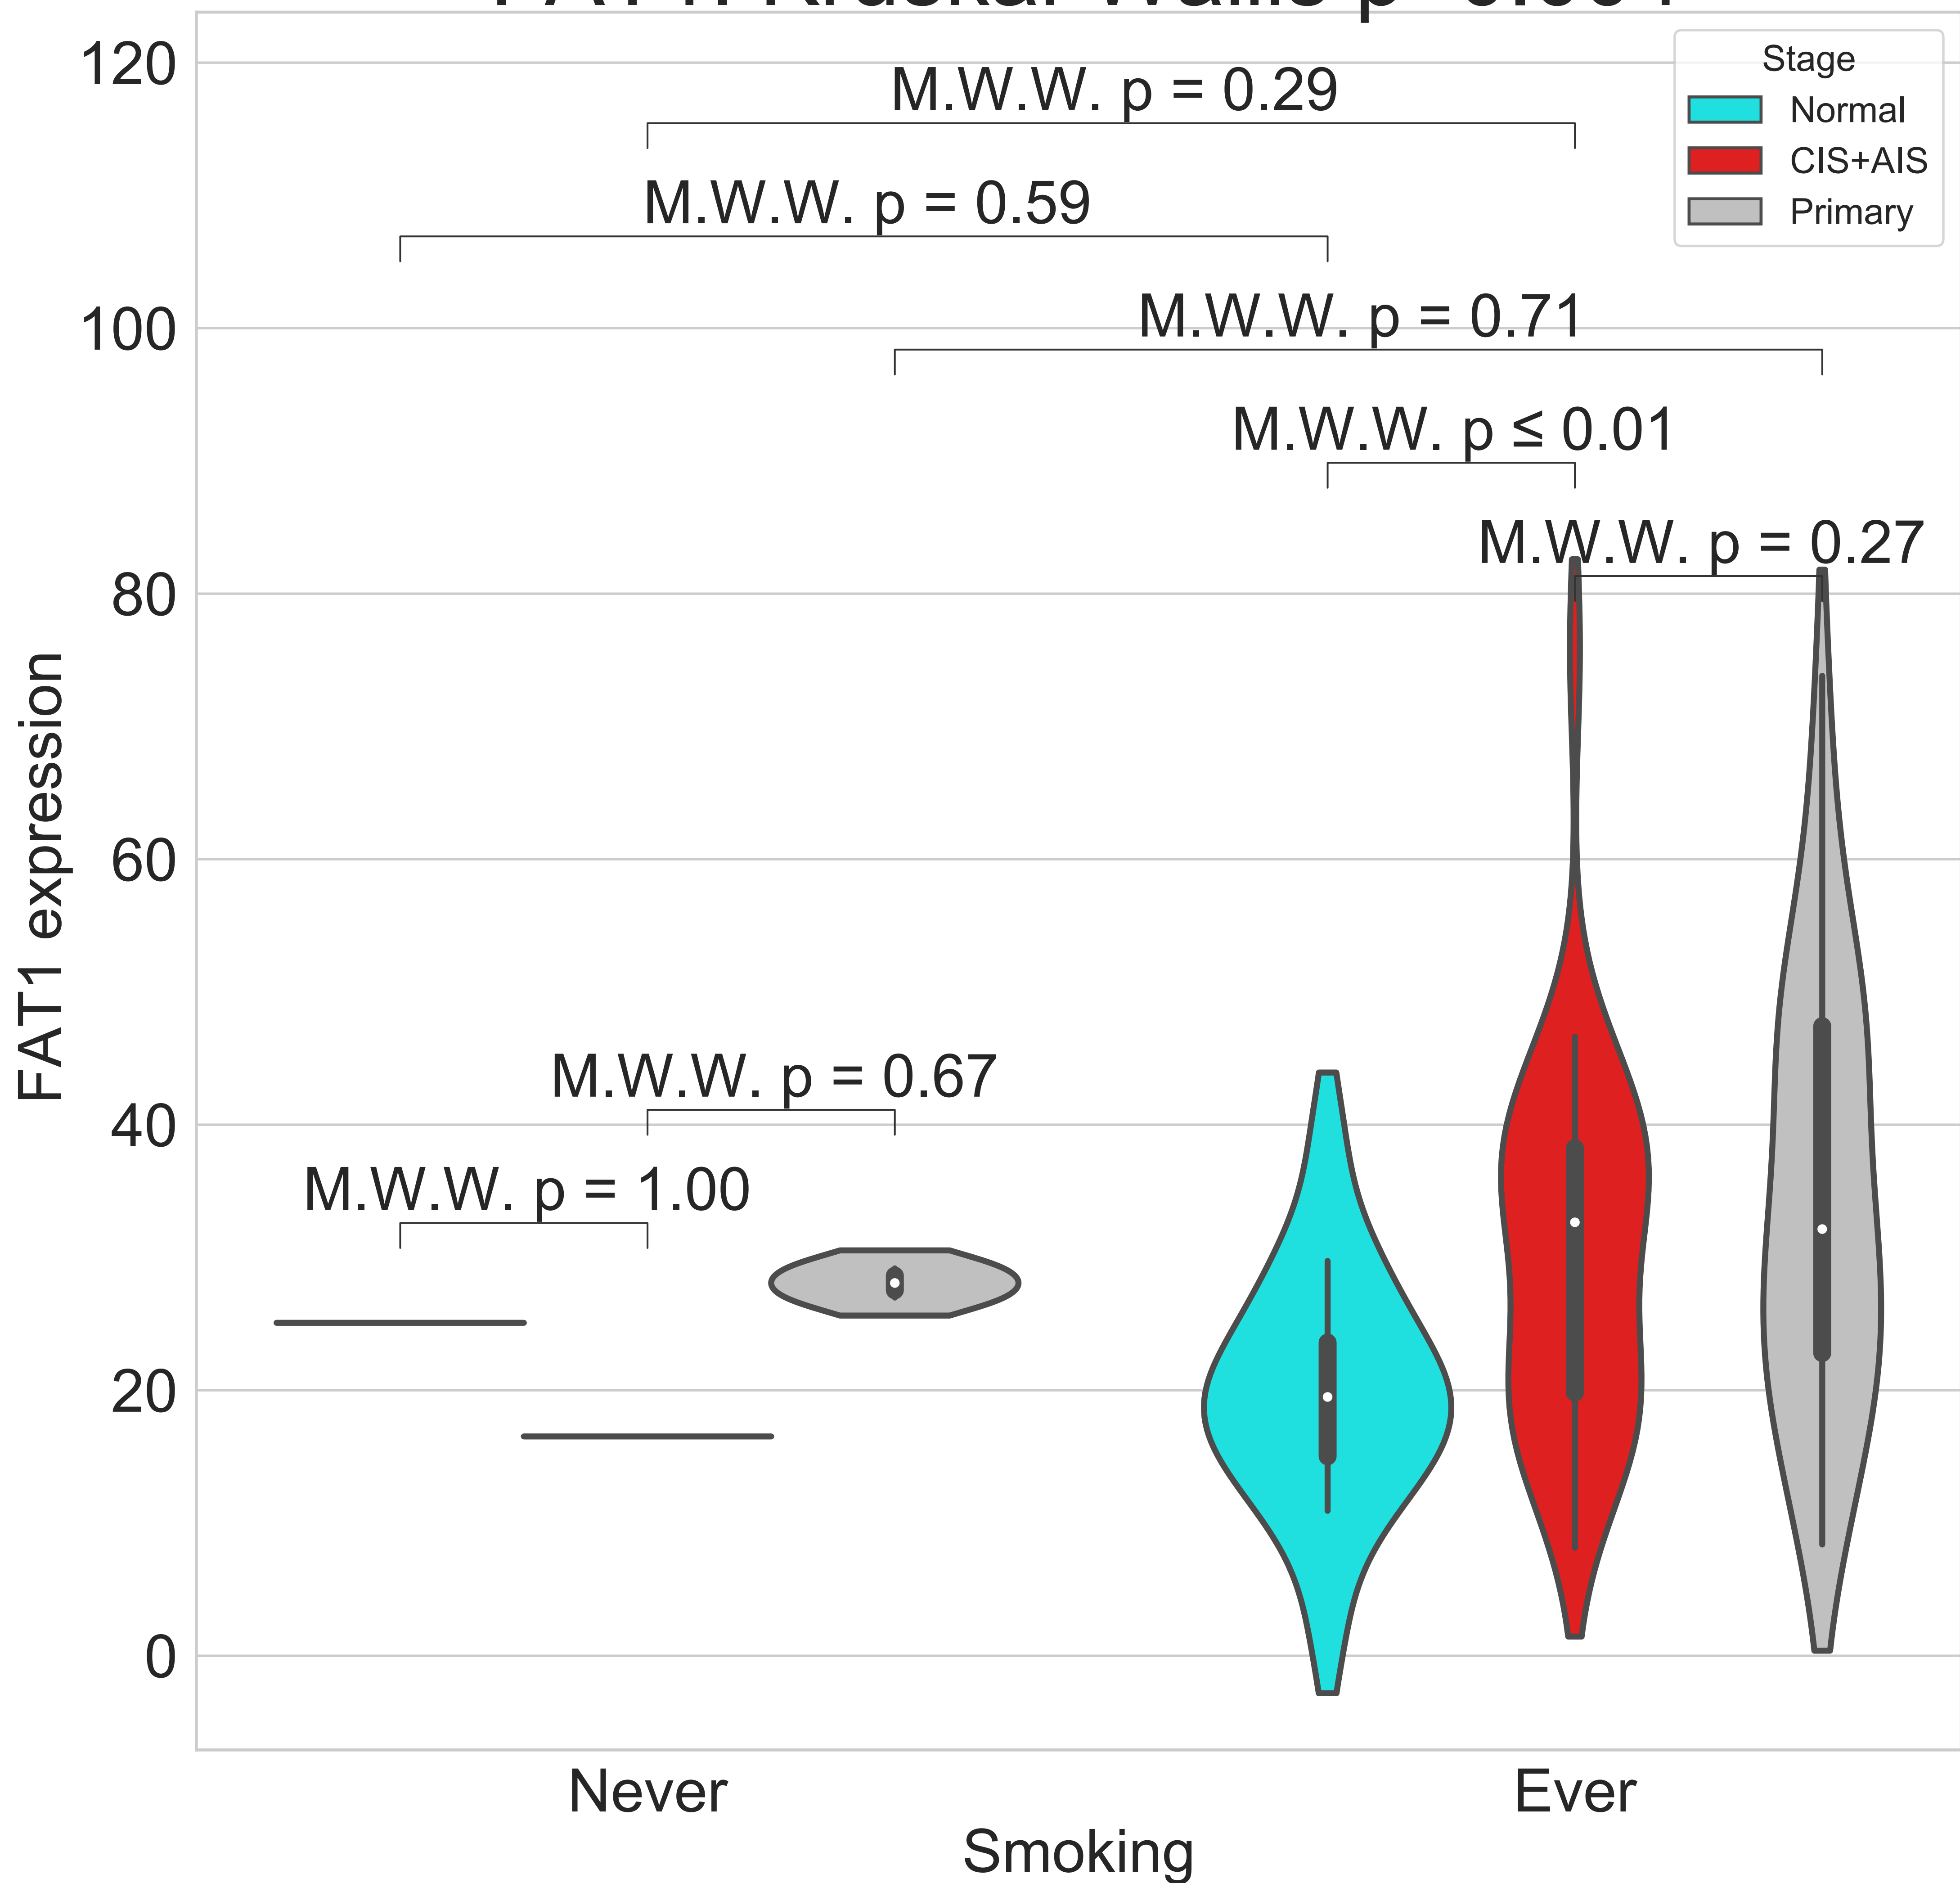 120
M.W.W. p = 0.29
Stage
Normal
CIS+AIS
Primary
M.W.W. p = 0.59
100
M.W.W. p = 0.71
M.W.W. p ≤ 0.01
M.W.W. p = 0.27
80
FAT1 expression
60
M.W.W. p = 0.67
40
M.W.W. p = 1.00
20
0
Never
Ever
Smoking